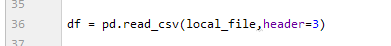 35
36 df = pd.read_csv(local_file,header=3)
37